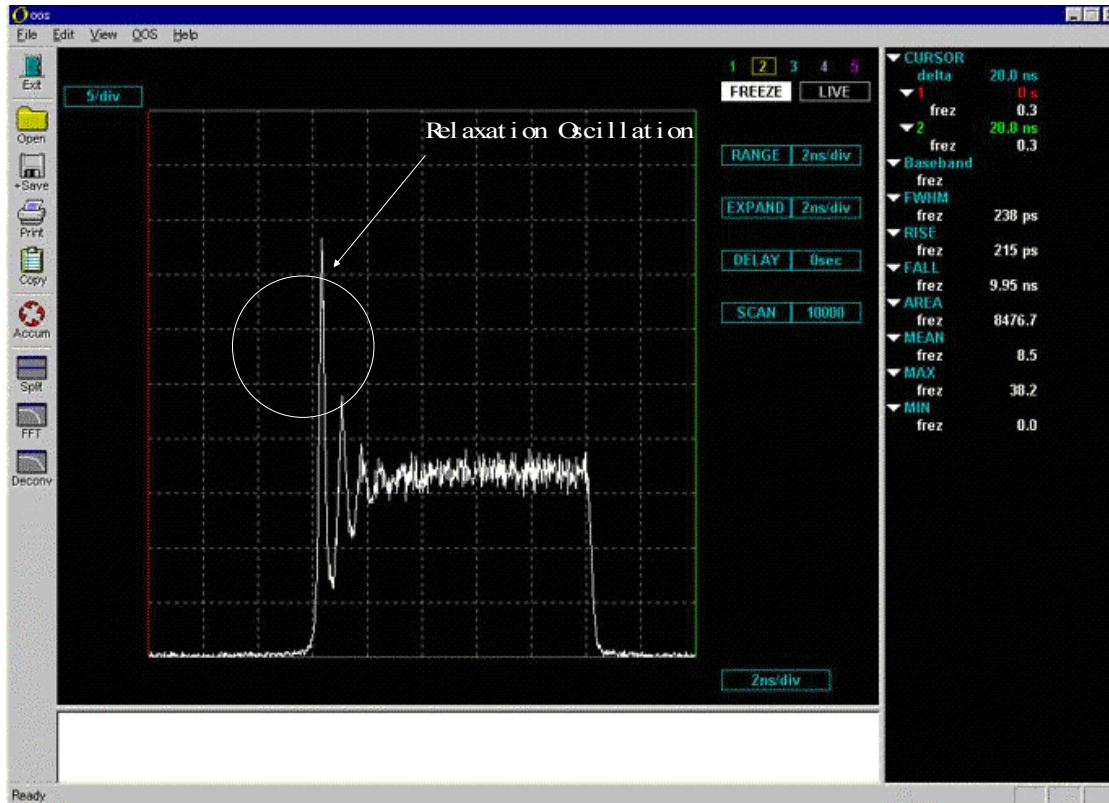 oos
File Edit View OOS Help
Exit
Open
+Save
Print
Copy
Accum
Split
FFT
Deconv
5/div
Relaxation Oscillation
1 2 3 4 5
FREEZE LIVE
RANGE 2ns/div
EXPAND 2ns/div
DELAY 0sec
SCAN 10000
2ns/div
CURSOR
delta 20.0 ns
1 0 s
frez 0.3
2 20.0 ns
frez 0.3
Baseband
frez
FWHM
frez 238 ps
RISE
frez 215 ps
FALL
frez 9.95 ns
AREA
frez 8476.7
MEAN
frez 8.5
MAX
frez 38.2
MIN
frez 0.0
Ready